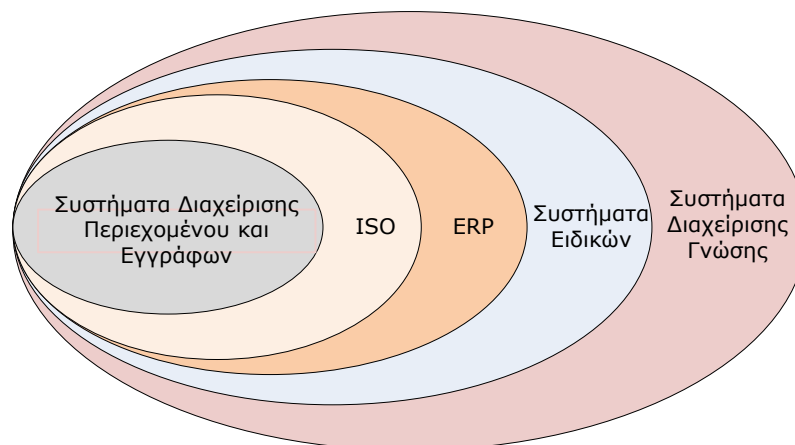 Συστήματα Διαχείρισης
Περιεχομένου και
Εγγράφων
ISO
ERP
Συστήματα
Ειδικών
Συστήματα
Διαχείρισης
Γνώσης